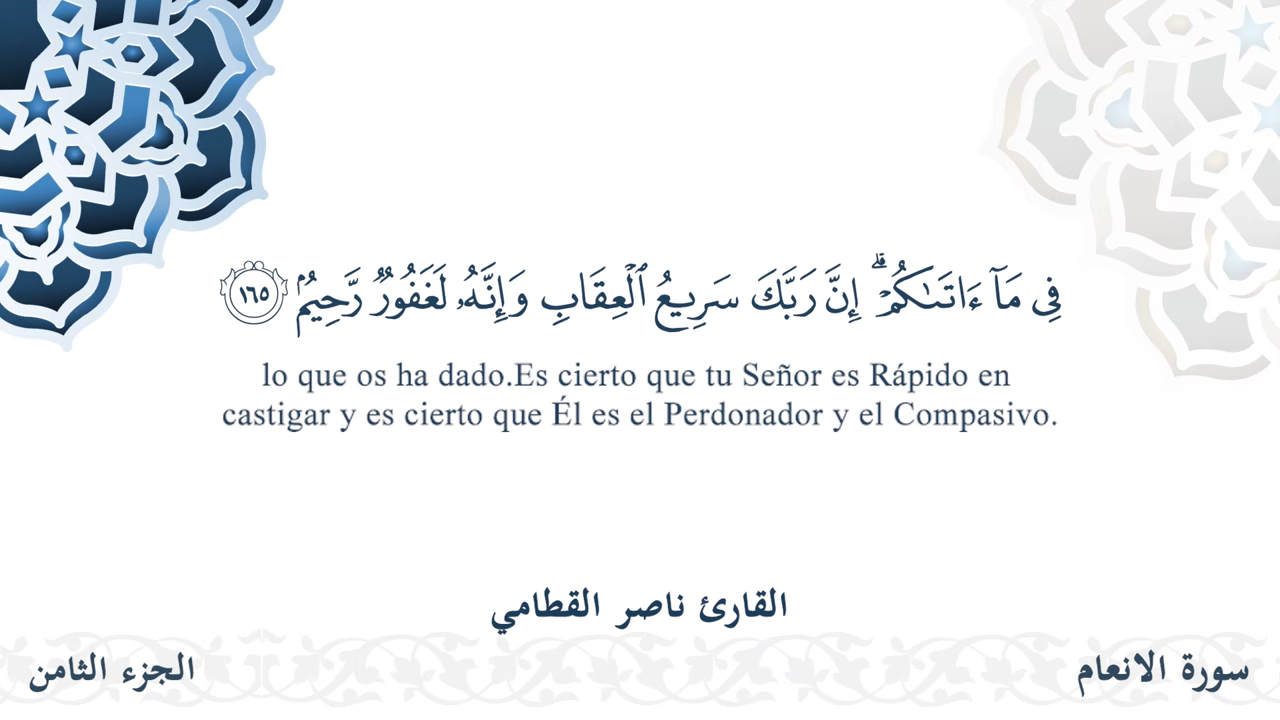 فِي مَآ ءَاتَىٰكُمْ ۗ إِنَّ رَبَّكَ سَرِيعُ ٱلْعِقَابِ وَإِنَّهُۥ لَغَفُورٌ رَّحِيمٌۢ ١٦٥
lo que os ha dado.Es cierto que tu Señor es Rápido en
castigar y es cierto que Él es el Perdonador y el Compasivo.
القارئ ناصر القطامي
سورة الانعام
الجزء الثامن